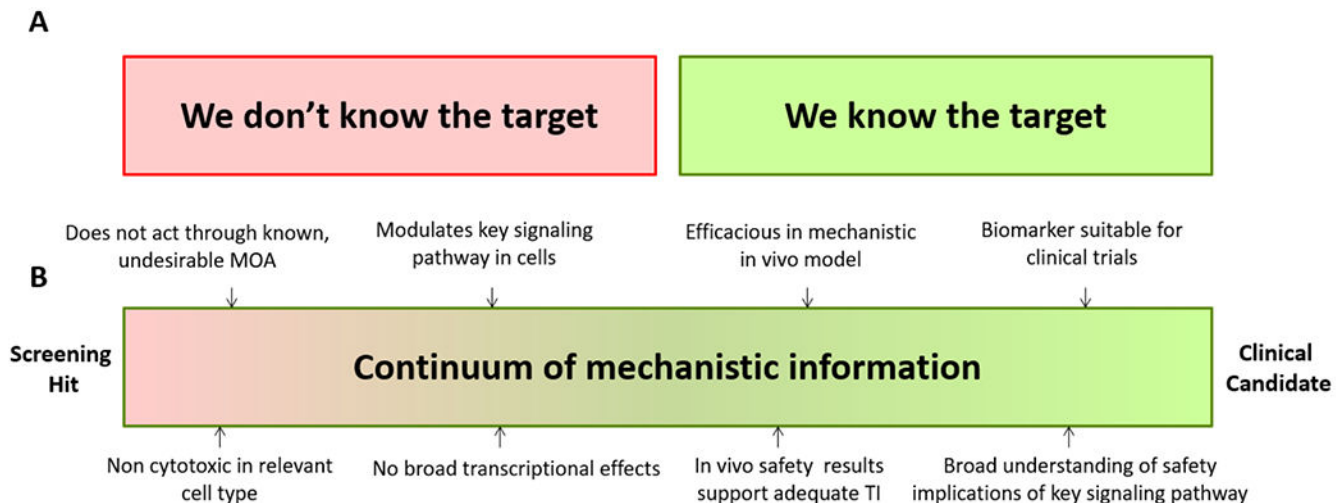 A
We don't know the target
We know the target
Does not act through known,
undesirable MOA
Modulates key signaling
pathway in cells
Efficacious in mechanistic
in vivo model
Biomarker suitable for
clinical trials
B
Screening
Hit
Continuum of mechanistic information
Clinical
Candidate
Non cytotoxic in relevant
cell type
No broad transcriptional effects
In vivo safety results
support adequate TI
Broad understanding of safety
implications of key signaling pathway